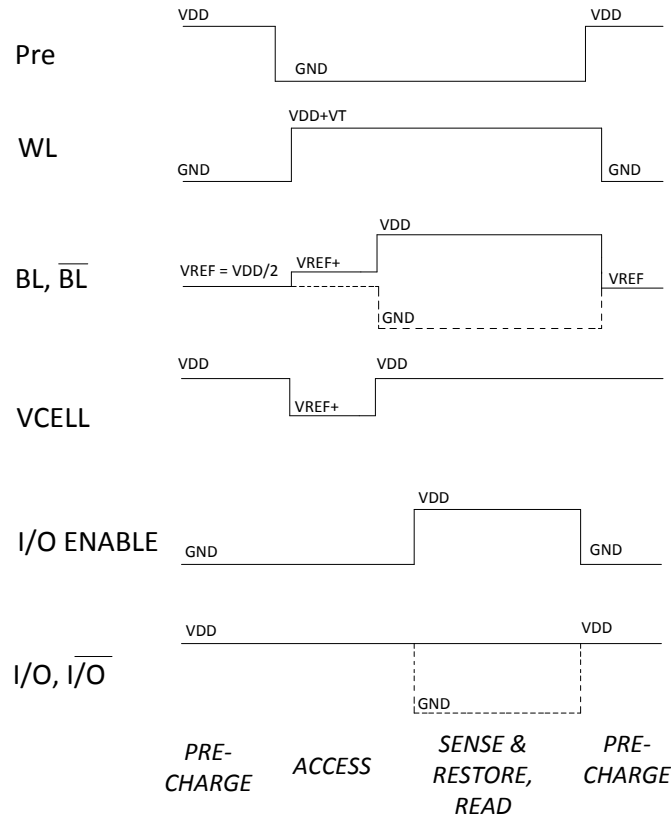 VDD
VDD
Pre
GND
VDD+VT
WL
GND
GND
VDD
BL, B̅L̅
VREF = VDD/2
VREF+
VREF
GND
VDD
VDD
VCELL
VREF+
VDD
I/O ENABLE
GND
GND
VDD
VDD
I/O, I̅/̅O̅
GND
PRE-
CHARGE
ACCESS
SENSE &
RESTORE,
READ
PRE-
CHARGE